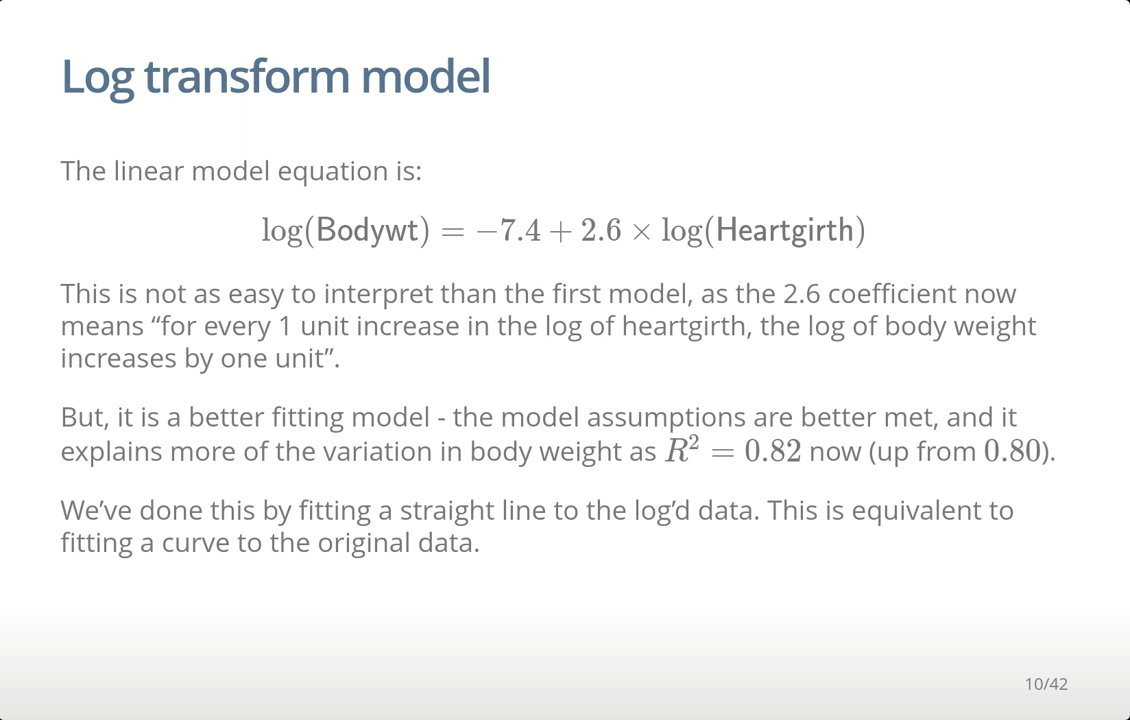 Log transform model
The linear model equation is:
log(Bodywt) = −7.4 + 2.6 × log(Heartgirth)
This is not as easy to interpret than the first model, as the 2.6 coefficient now
means “for every 1 unit increase in the log of heartgirth, the log of body weight
increases by one unit”.
But, it is a better fitting model - the model assumptions are better met, and it
explains more of the variation in body weight as R² = 0.82 now (up from 0.80).
We’ve done this by fitting a straight line to the log’d data. This is equivalent to
fitting a curve to the original data.
10/42